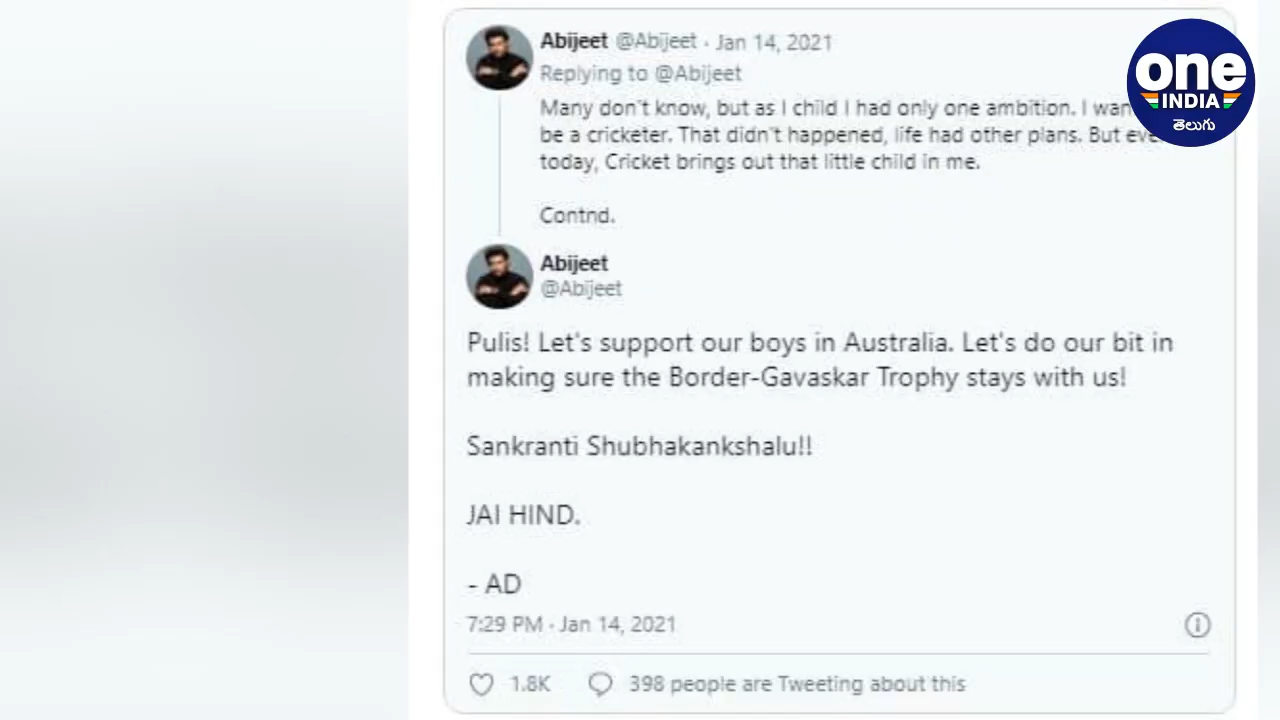 Abijeet @Abijeet · Jan 14, 2021
Replying to @Abijeet
Many don't know, but as I child I had only one ambition. I
be a cricketer. That didn't happened, life had other plans. But
today, Cricket brings out that little child in me.
Contnd.
Abijeet
@Abijeet
Pulis! Let's support our boys in Australia. Let's do our bit in
making sure the Border-Gavaskar Trophy stays with us!
Sankranti Shubhakankshalu!!
JAI HIND.
- AD
7:29 PM · Jan 14, 2021
1.8K 398 people are Tweeting about this
one
INDIA
తెలుగు